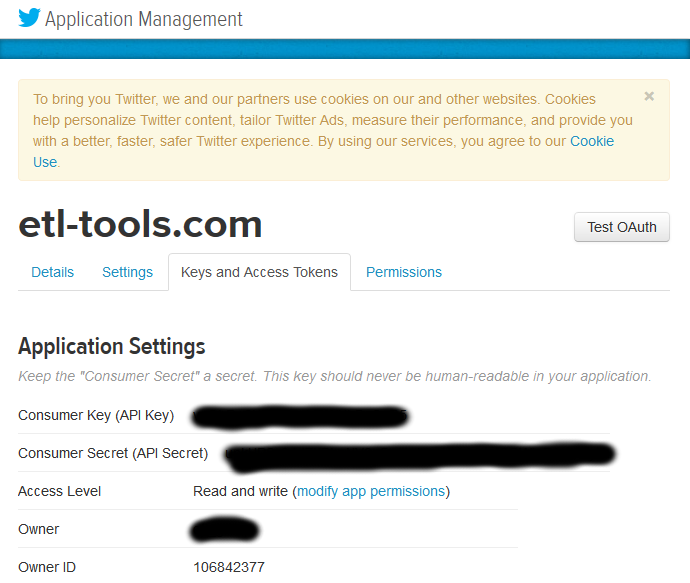 Application Management
To bring you Twitter, we and our partners use cookies on our and other websites. Cookies
help personalize Twitter content, tailor Twitter Ads, measure their performance, and provide you
with a better, faster, safer Twitter experience. By using our services, you agree to our Cookie
Use.
×
etl-tools.com
Test OAuth
Details Settings Keys and Access Tokens Permissions
Application Settings
Keep the "Consumer Secret" a secret. This key should never be human-readable in your application.
Consumer Key (API Key)
Consumer Secret (API Secret)
Access Level Read and write (modify app permissions)
Owner
Owner ID 106842377